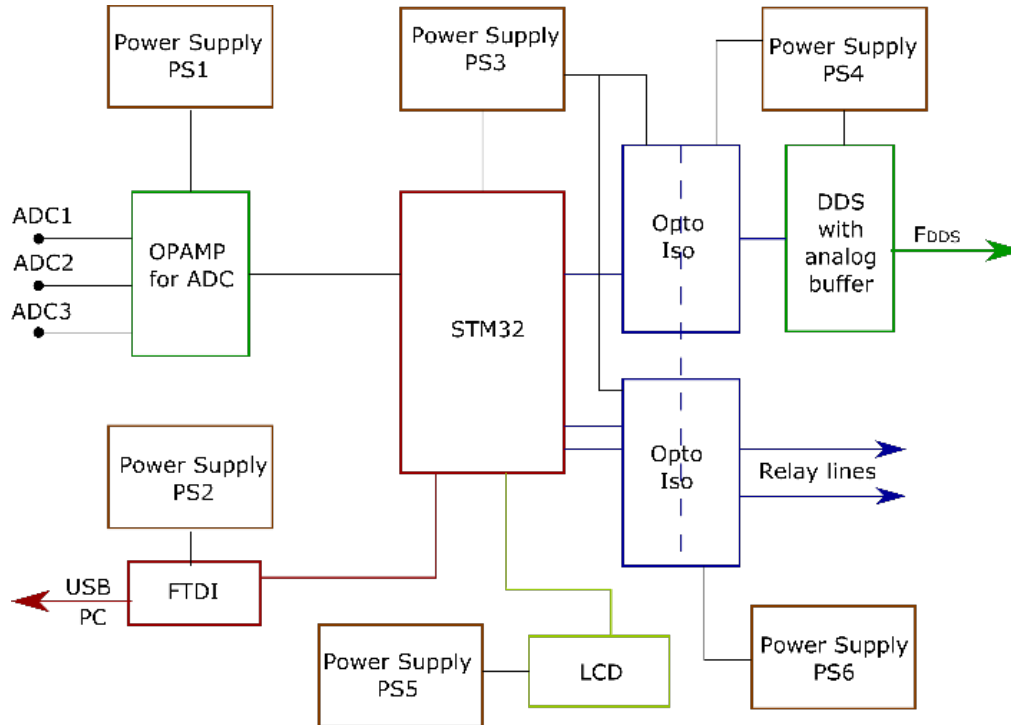 Power Supply
PS1
Power Supply
PS3
Power Supply
PS4
ADC1
ADC2
ADC3
OPAMP
for ADC
STM32
Opto
Iso
DDS
with
analog
buffer
FDDS
Power Supply
PS2
Opto
Iso
Relay lines
USB
PC
FTDI
Power Supply
PS5
LCD
Power Supply
PS6